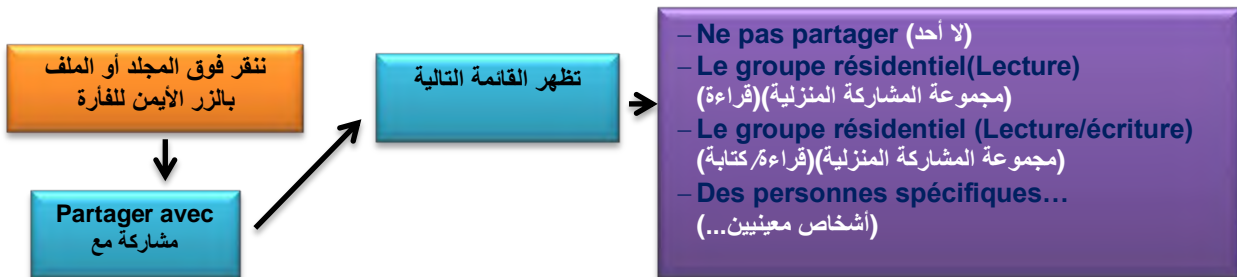 ننقر فوق المجلد أو الملف
بالزر الأيمن للفأرة
Partager avec
مشاركة مع
تظهر القائمة التالية
– Ne pas partager (لا أحد)
– Le groupe résidentiel(Lecture)
(مجموعة المشاركة المنزلية)(قراءة)
– Le groupe résidentiel (Lecture/écriture)
(مجموعة المشاركة المنزلية)(قراءة/كتابة)
– Des personnes spécifiques…
(أشخاص معينيين...)